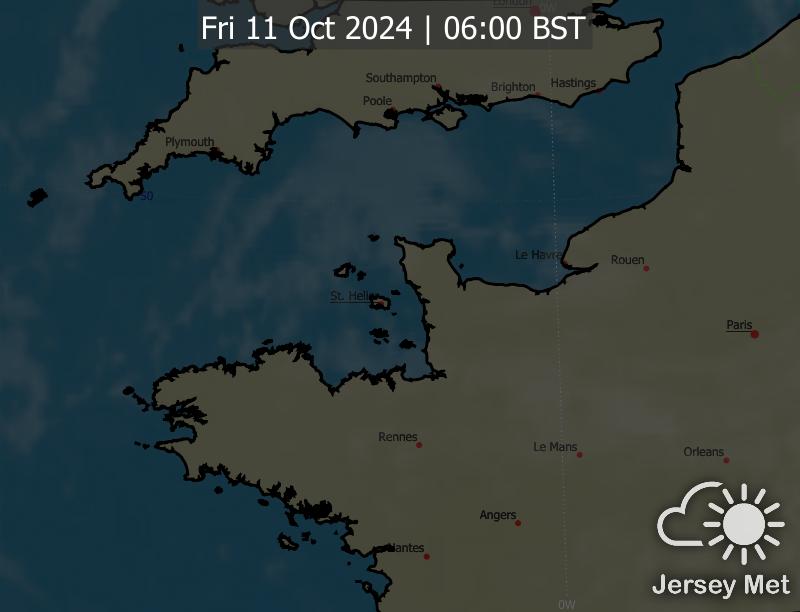 London
0W
Fri 11 Oct 2024 | 06:00 BST
Southampton
Brighton
Hastings
Poole
Plymouth
50
Le Havre
Rouen
St. Helier
Paris
Rennes
Le Mans
Orleans
Angers
Nantes
Jersey Met
0W